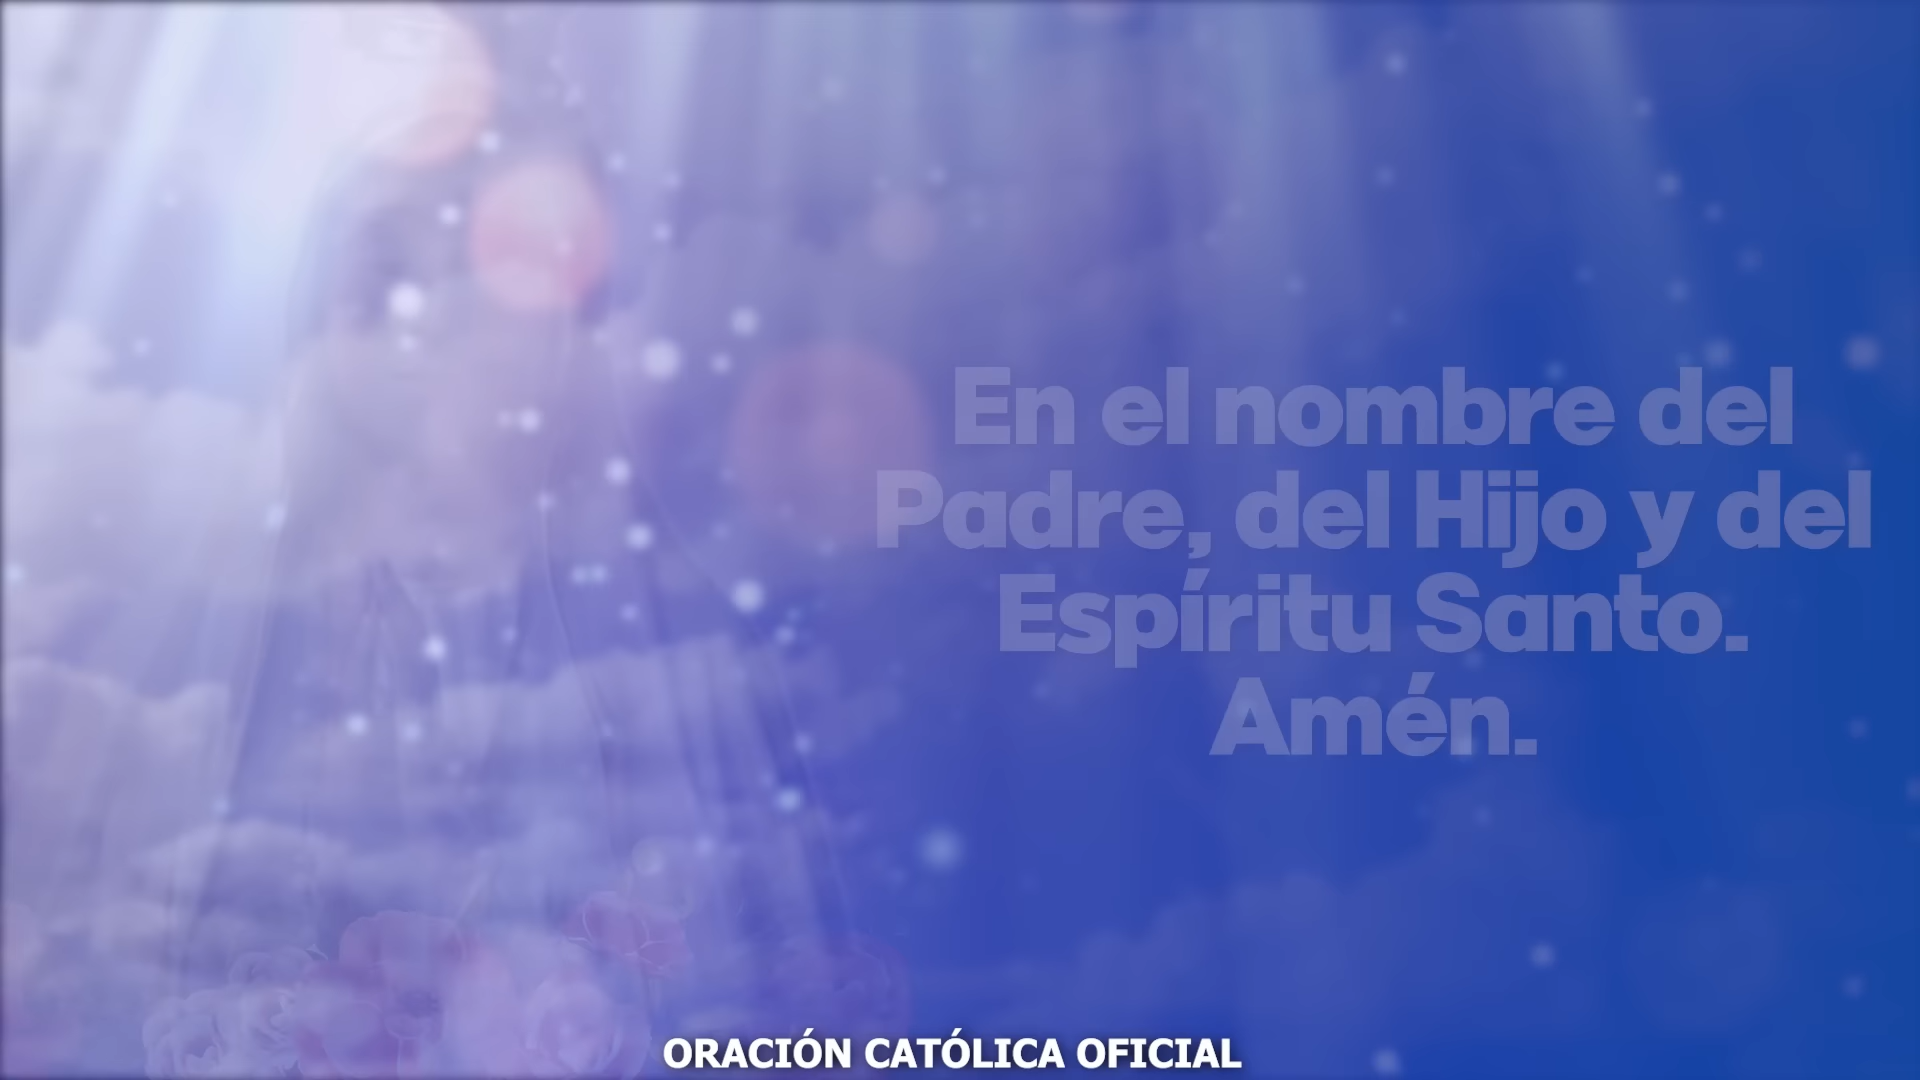 En el nombre del
Padre, del Hijo y del
Espíritu Santo.
Amén.
ORACIÓN CATÓLICA OFICIAL